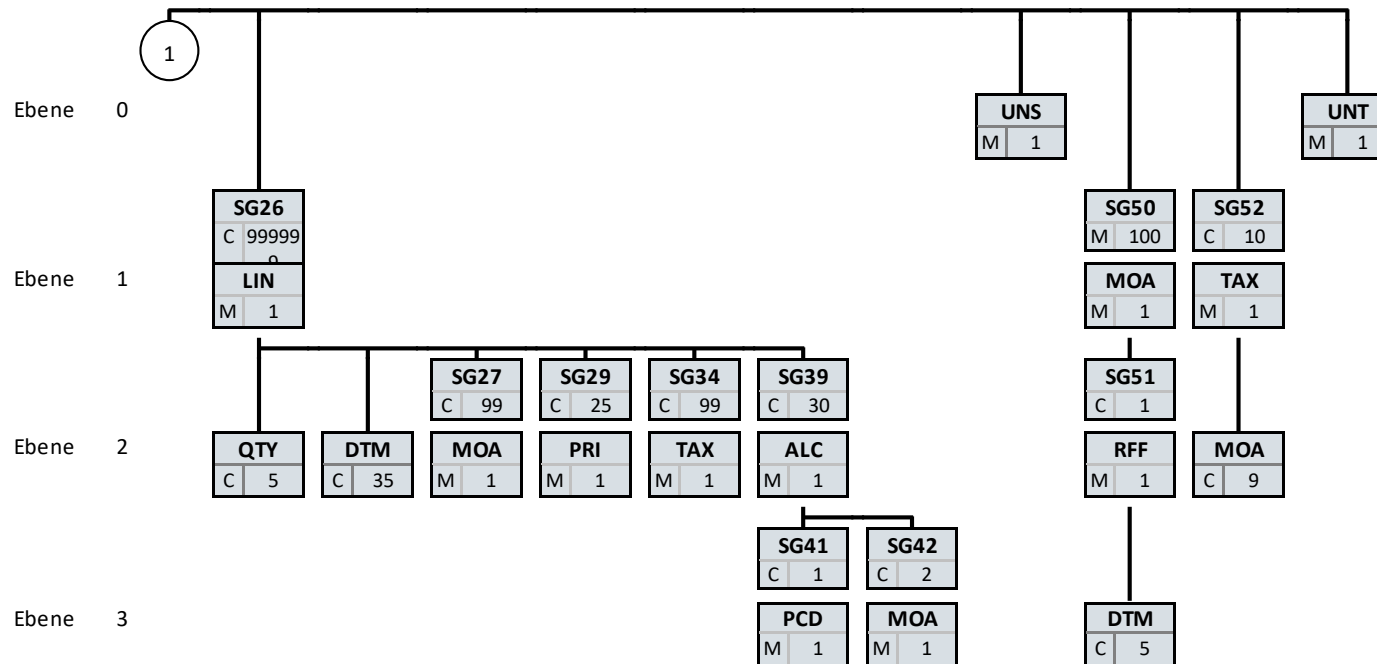 1
Ebene 0
UNS UNT
M 1 M 1
SG26 SG50 SG52
C 99999 M 100 C 10
9
Ebene 1
LIN MOA TAX
M 1 M 1 M 1
SG27 SG29 SG34 SG39 SG51
C 99 C 25 C 99 C 30 C 1
Ebene 2
QTY DTM MOA PRI TAX ALC RFF MOA
C 5 C 35 M 1 M 1 M 1 M 1 M 1 C 9
SG41 SG42
C 1 C 2
Ebene 3
PCD MOA DTM
M 1 M 1 C 5